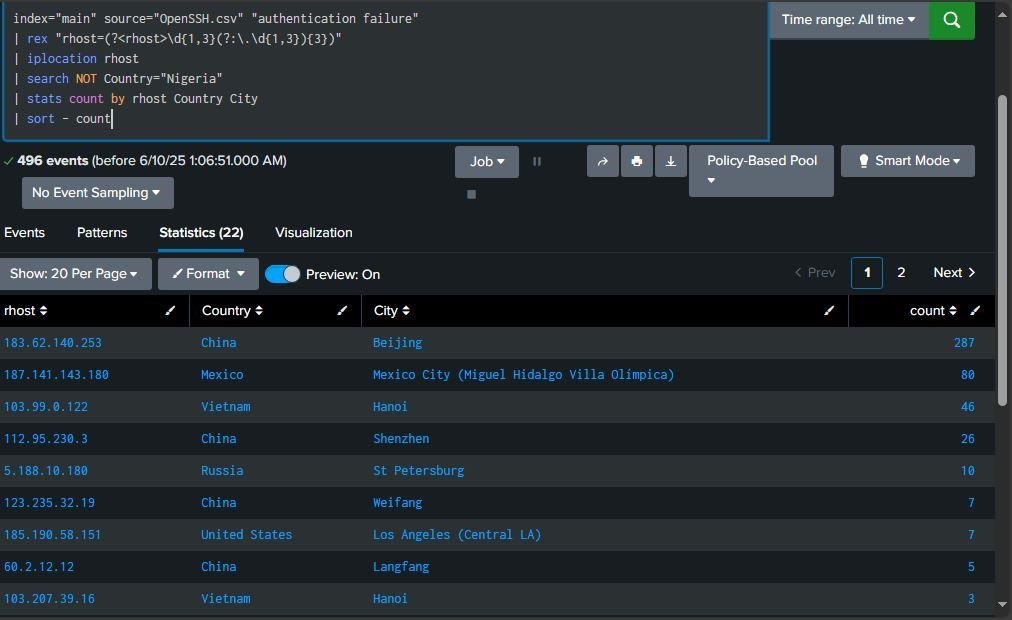 index="main" source="OpenSSH.csv" "authentication failure"
| rex "rhost=(?<rhost>\d{1,3}(?:\.\d{1,3}){3})"
| iplocation rhost
| search NOT Country="Nigeria"
| stats count by rhost Country City
| sort - count
Time range: All time
496 events (before 6/10/25 1:06:51.000 AM)
Job
Policy-Based Pool
Smart Mode
No Event Sampling
Events Patterns Statistics (22) Visualization
Show: 20 Per Page Format Preview: On < Prev 1 2 Next >
rhost Country City count
183.62.140.253 China Beijing 287
187.141.143.180 Mexico Mexico City (Miguel Hidalgo Villa Olímpica) 80
103.99.0.122 Vietnam Hanoi 46
112.95.230.3 China Shenzhen 26
5.188.10.180 Russia St Petersburg 10
123.235.32.19 China Weifang 7
185.190.58.151 United States Los Angeles (Central LA) 7
60.2.12.12 China Langfang 5
103.207.39.16 Vietnam Hanoi 3